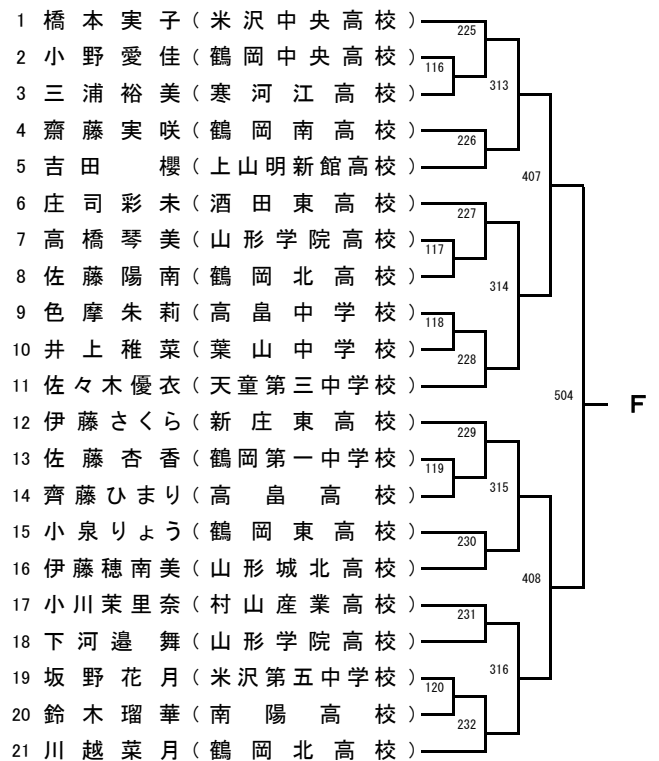 1 橋本実子(米沢中央高校)
225
2 小野愛佳(鶴岡中央高校)
116
3 三浦裕美(寒河江高校)
313
4 齋藤実咲(鶴岡南高校)
226
5 吉田櫻(上山明新館高校)
407
6 庄司彩未(酒田東高校)
227
7 高橋琴美(山形学院高校)
117
8 佐藤陽南(鶴岡北高校)
314
9 色摩朱莉(高畠中学校)
118
10 井上稚菜(葉山中学校)
228
11 佐々木優衣(天童第三中学校)
504 F
12 伊藤さくら(新庄東高校)
229
13 佐藤杏香(鶴岡第一中学校)
119
14 齊藤ひまり(高畠高校)
315
15 小泉りょう(鶴岡東高校)
230
16 伊藤穂南美(山形城北高校)
408
17 小川茉里奈(村山産業高校)
231
18 下河邉舞(山形学院高校)
316
19 坂野花月(米沢第五中学校)
120
20 鈴木瑠華(南陽高校)
232
21 川越菜月(鶴岡北高校)